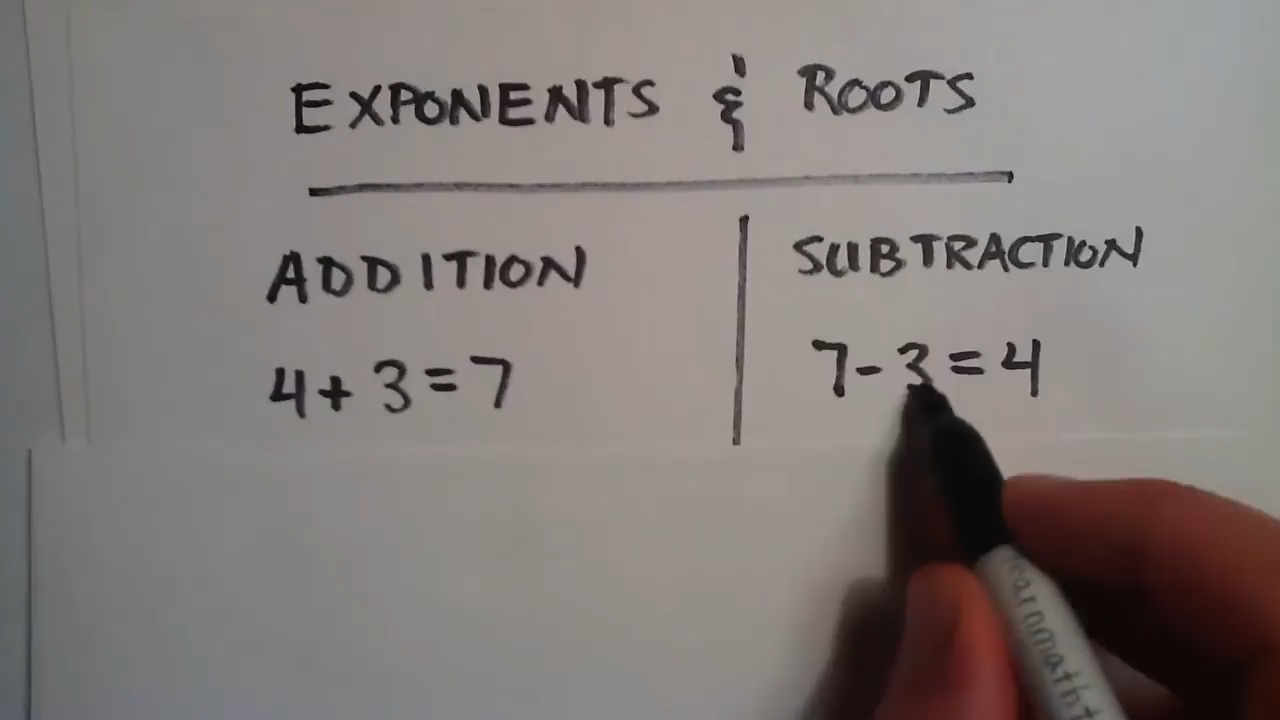 EXPONENTS & ROOTS
ADDITION
4+3=7
SUBTRACTION
7-3=4